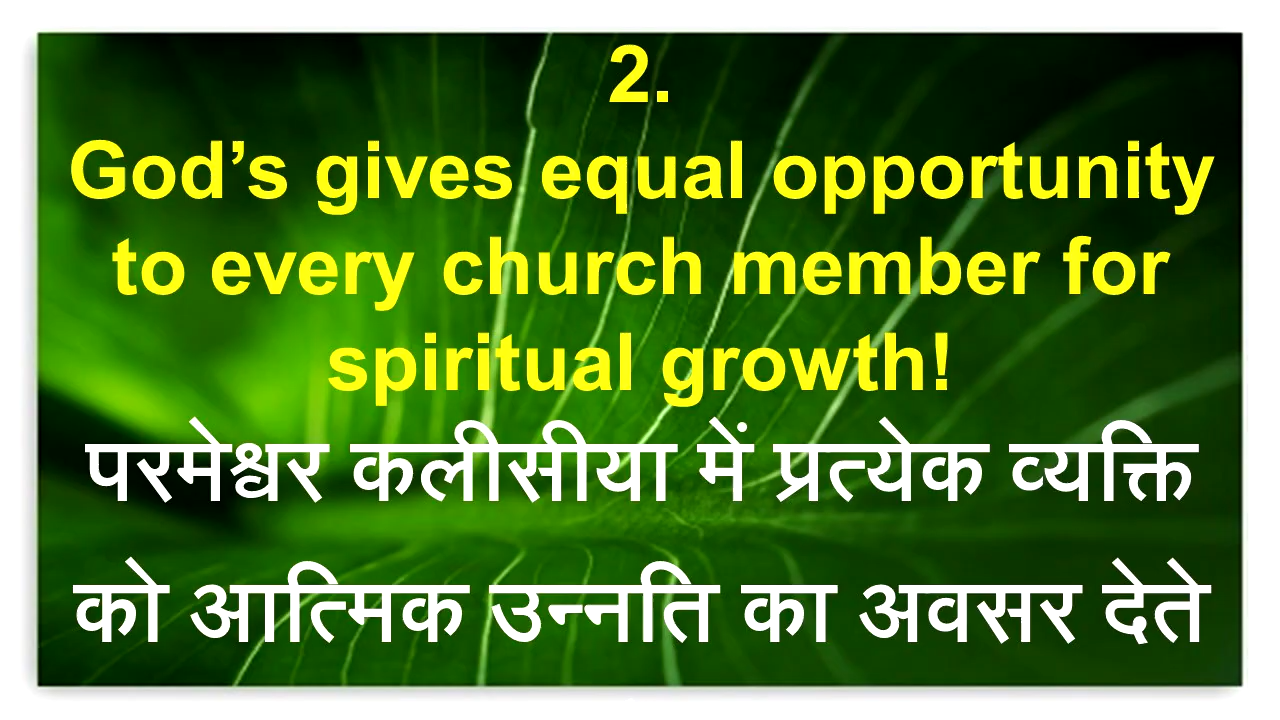 2.
God’s gives equal opportunity
to every church member for
spiritual growth!
परमेश्वर कलीसीया में प्रत्येक व्यक्ति
को आत्मिक उन्नति का अवसर देते